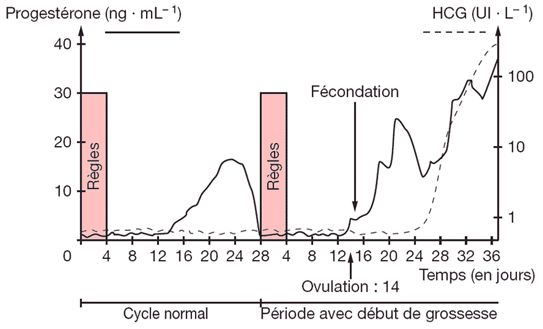 Progestérone (ng · mL⁻¹)
HCG (UI · L⁻¹)
40
30
20
10
100
10
1
Règles
Règles
Fécondation
0 4 8 12 16 20 24 28 4 8 12 16 20 24 28 32 36
Temps (en jours)
Ovulation : 14
Cycle normal
Période avec début de grossesse